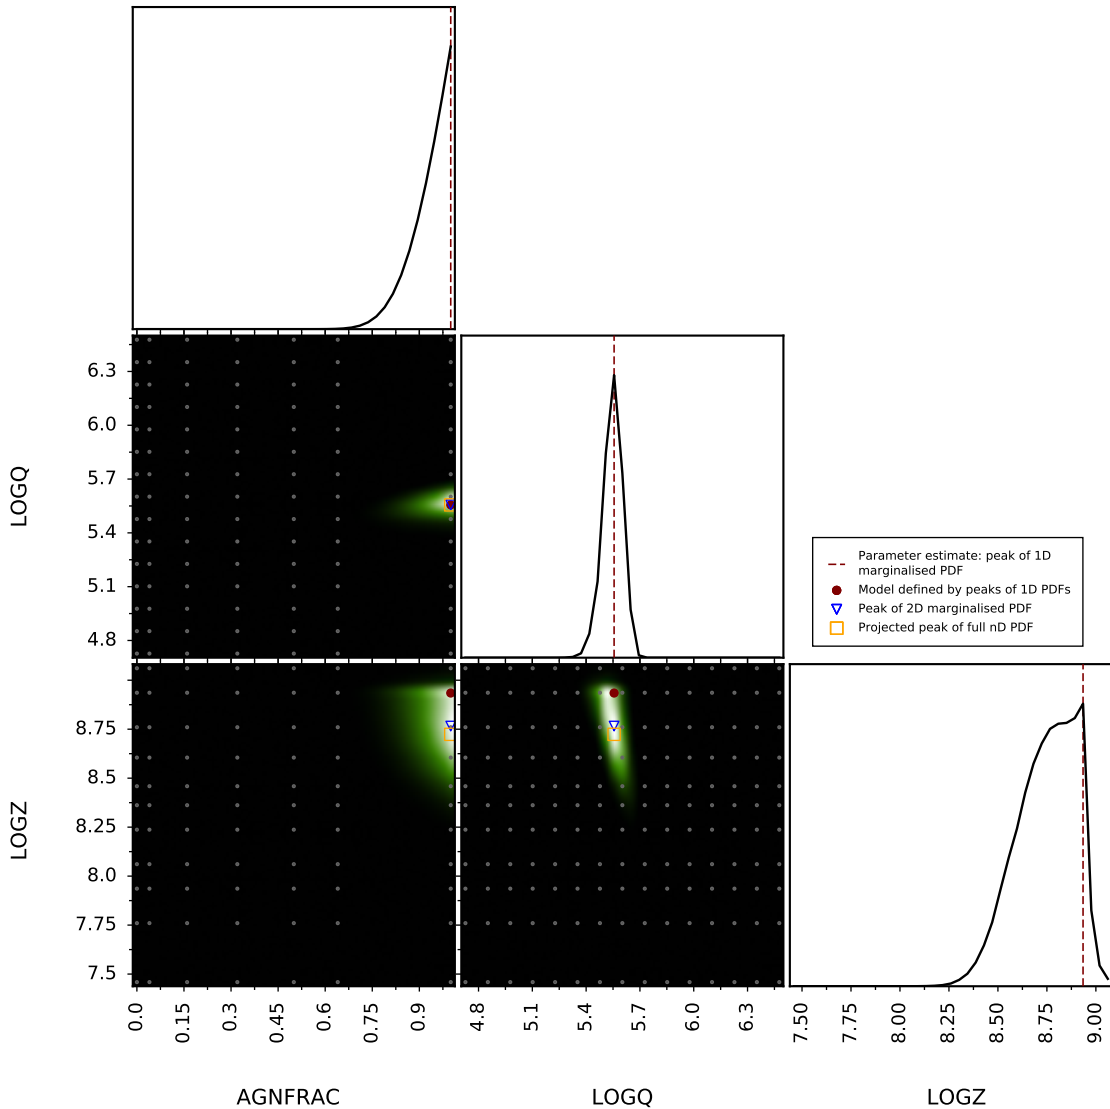 LOGQ
6.3
6.0
5.7
5.4
5.1
4.8
Parameter estimate: peak of 1D
marginalised PDF
Model defined by peaks of 1D PDFs
Peak of 2D marginalised PDF
Projected peak of full nD PDF
LOGZ
8.75
8.5
8.25
8.0
7.75
7.5
0.0 0.15 0.3 0.45 0.6 0.75 0.9 4.8 5.1 5.4 5.7 6.0 6.3 7.50 7.75 8.00 8.25 8.50 8.75 9.00
AGNFRAC LOGQ LOGZ